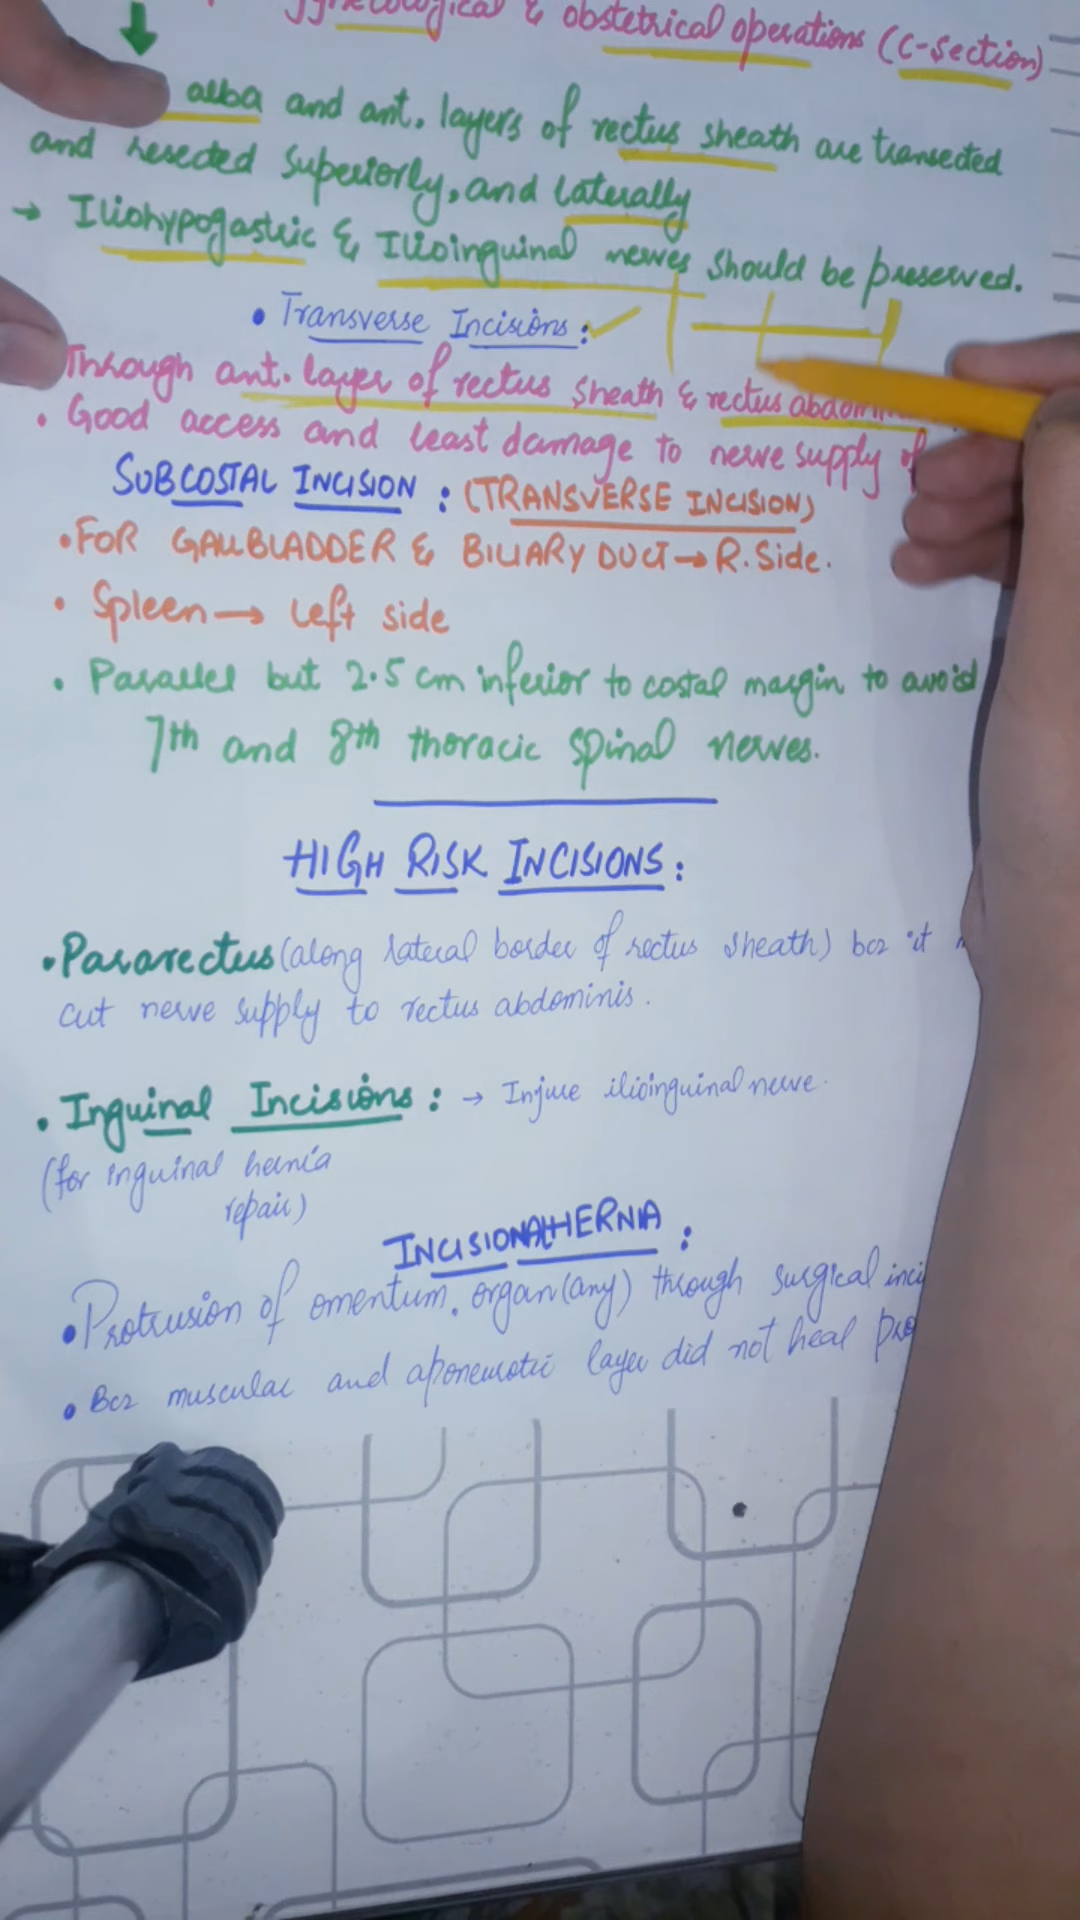 gynecological & obstetrical operations (C-section)
alba and ant. layers of rectus sheath are transected
and resected superiorly, and laterally
→ Iliohypogastric & Ilioinguinal nerves should be preserved.
• Transverse Incisions:
Through ant. layer of rectus sheath & rectus
• Good access and least damage to nerve supply of
SUBCOSTAL INCISION : (TRANSVERSE INCISION)
• FOR GALLBLADDER & BILIARY DUCT → R. Side.
• Spleen → Left side
• Parallel but 2.5 cm inferior to costal margin to avoid
7th and 8th thoracic spinal nerves.
HIGH RISK INCISIONS:
• Pararectus (along lateral border of rectus sheath) bcz it
cut nerve supply to rectus abdominis.
• Inguinal Incisions: → Injure ilioinguinal nerve.
(for inguinal hernia
repair)
INCISIONAL HERNIA :
• Protrusion of omentum, organ (any) through surgical
• Bcz muscular and aponeurotic layer did not heal